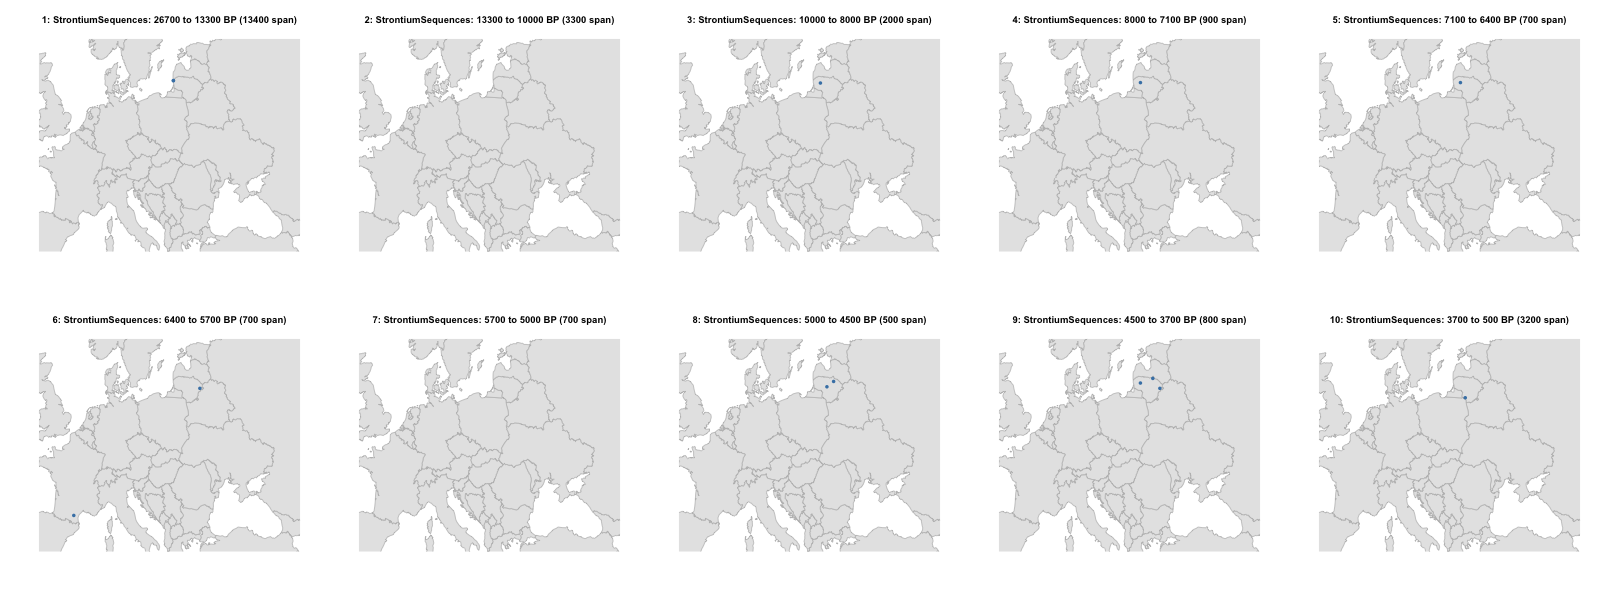 1: StrontiumSequences: 26700 to 13300 BP (13400 span)
2: StrontiumSequences: 13300 to 10000 BP (3300 span)
3: StrontiumSequences: 10000 to 8000 BP (2000 span)
4: StrontiumSequences: 8000 to 7100 BP (900 span)
5: StrontiumSequences: 7100 to 6400 BP (700 span)
6: StrontiumSequences: 6400 to 5700 BP (700 span)
7: StrontiumSequences: 5700 to 5000 BP (700 span)
8: StrontiumSequences: 5000 to 4500 BP (500 span)
9: StrontiumSequences: 4500 to 3700 BP (800 span)
10: StrontiumSequences: 3700 to 500 BP (3200 span)